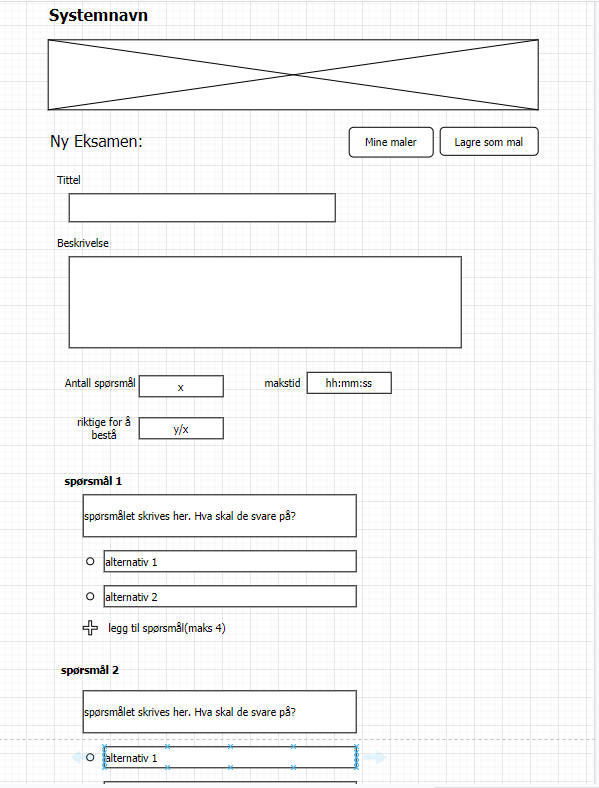 Systemnavn
Ny Eksamen:
Mine maler
Lagre som mal
Tittel
Beskrivelse
Antall spørsmål
x
makstid
hh:mm:ss
riktige for å
bestå
y/x
spørsmål 1
spørsmålet skrives her. Hva skal de svare på?
alternativ 1
alternativ 2
legg til spørsmål(maks 4)
spørsmål 2
spørsmålet skrives her. Hva skal de svare på?
alternativ 1